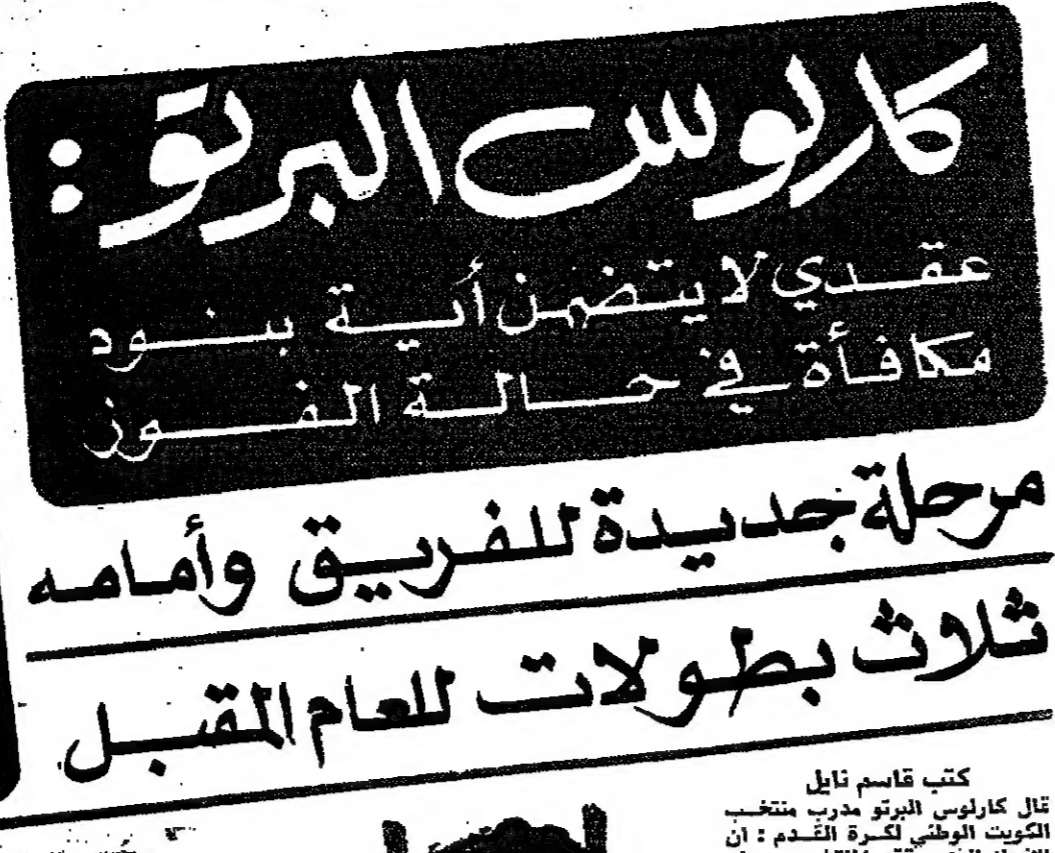 كارلوس البرتو :
عقدي لا يتضمن أية بنود
مكافأة في حالة الفوز
مرحلة جديدة للفريق وأمامه
ثلاث بطولات للعام المقبل
كتب قاسم نايل
قال كارلوس البرتو مدرب منتخب
الكويت الوطني لكرة القدم : ان